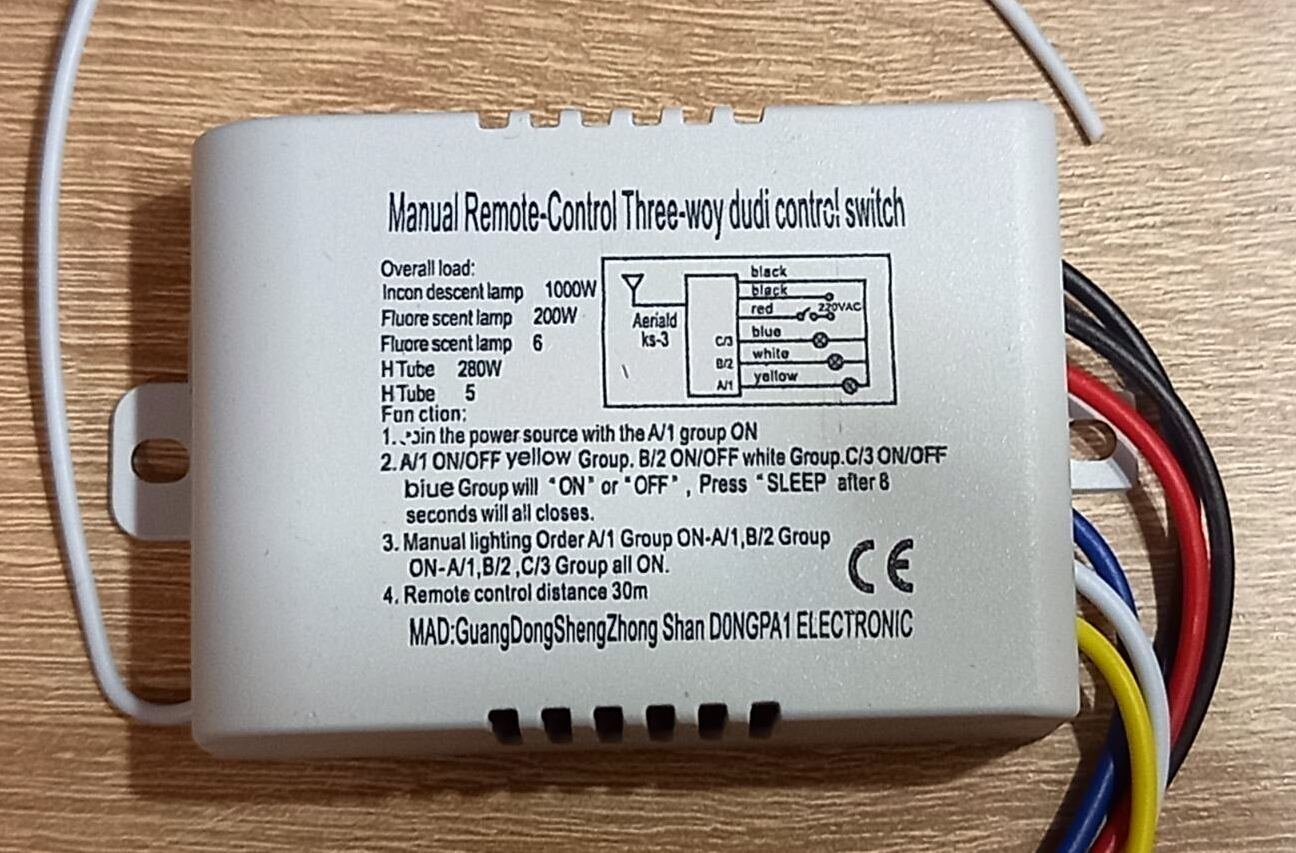 Manual Remote-Control Three-woy dudi control switch
Overall load:
Incon descent lamp 1000W
Fluore scent lamp 200W
Fluore scent lamp 6
H Tube 280W
H Tube 5
black
black
red
220VAC
Aeriald
ks-3
C/3
blue
B/2
white
A/1
yellow
Fun ction:
1. in the power source with the A/1 group ON
2. A/1 ON/OFF yellow Group. B/2 ON/OFF white Group.C/3 ON/OFF
blue Group will "ON" or "OFF", Press "SLEEP after 8
seconds will all closes.
3. Manual lighting Order A/1 Group ON-A/1,B/2 Group
ON-A/1,B/2 ,C/3 Group all ON.
4. Remote control distance 30m
CE
MAD:GuangDongShengZhong Shan DONGPA1 ELECTRONIC